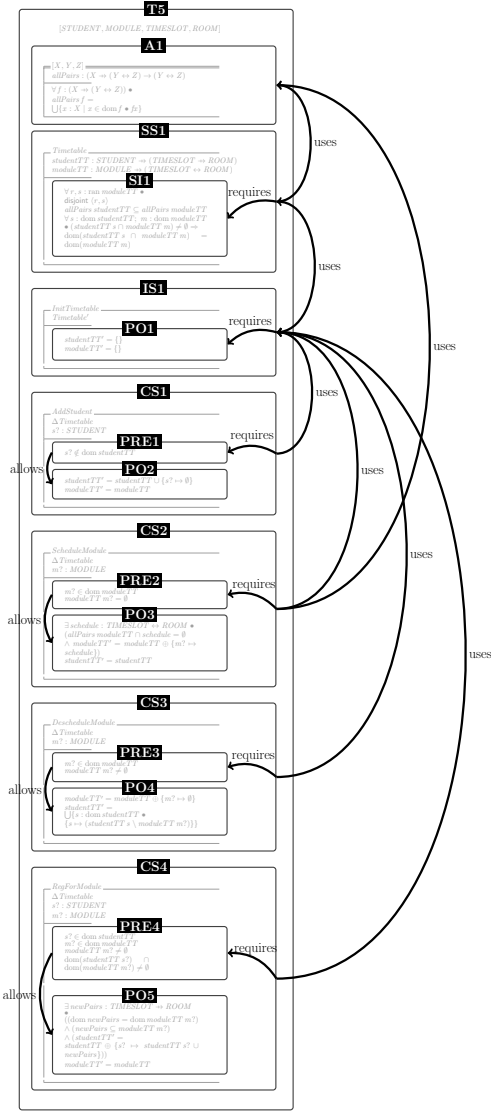 T5
[STUDENT, MODULE, TIMESLOT, ROOM]
A1
[X, Y, Z]
allPairs : (X ⇸ (Y ↔ Z) → (Y ↔ Z)
∀ f : (X ⇸ (Y ↔ Z)) •
allPairs f =
⋃{x : X | x ∈ dom f • fx}
uses
SS1
Timetable
studentTT : STUDENT ⇸ (TIMESLOT ⇸ ROOM)
moduleTT : MODULE ⇸ (TIMESLOT ↔ ROOM)
SI1
requires
∀ r, s : ran moduleTT •
disjoint ⟨r, s⟩
allPairs studentTT ⊆ allPairs moduleTT
∀ s : dom studentTT; m : dom moduleTT
• (studentTT s ∩ moduleTT m) ≠ ∅ ⇒
dom(studentTT s ∩ moduleTT m) =
dom(moduleTT m)
uses
IS1
InitTimetable
Timetable′
PO1
requires
studentTT′ = {}
moduleTT′ = {}
uses
uses
CS1
AddStudent
ΔTimetable
s? : STUDENT
PRE1
requires
s? ∉ dom studentTT
allows
PO2
studentTT′ = studentTT ∪ {s? ↦ ∅}
moduleTT′ = moduleTT
uses
CS2
ScheduleModule
ΔTimetable
m? : MODULE
uses
PRE2
requires
m? ∈ dom moduleTT
moduleTT m? = ∅
allows
PO3
∃ schedule : TIMESLOT ↔ ROOM •
(allPairs moduleTT ∩ schedule = ∅
∧ moduleTT′ = moduleTT ⊕ {m? ↦
schedule})
studentTT′ = studentTT
uses
CS3
DescheduleModule
ΔTimetable
m? : MODULE
PRE3
requires
m? ∈ dom moduleTT
moduleTT m? ≠ ∅
allows
PO4
moduleTT′ = moduleTT ⊕ {m? ↦ ∅}
studentTT′ =
⋃{s : dom studentTT •
{s ↦ (studentTT s \ moduleTT m?)}}
CS4
RegForModule
ΔTimetable
s? : STUDENT
m? : MODULE
PRE4
requires
s? ∈ dom studentTT
m? ∈ dom moduleTT
moduleTT m? ≠ ∅
dom(studentTT s?) ∩
dom(moduleTT m?) ≠ ∅
allows
PO5
∃ newPairs : TIMESLOT ⇸ ROOM
•
((dom newPairs = dom moduleTT m?)
∧ (newPairs ⊆ moduleTT m?)
∧ (studentTT′ =
studentTT ⊕ {s? ↦ studentTT s? ∪
newPairs}))
moduleTT′ = moduleTT